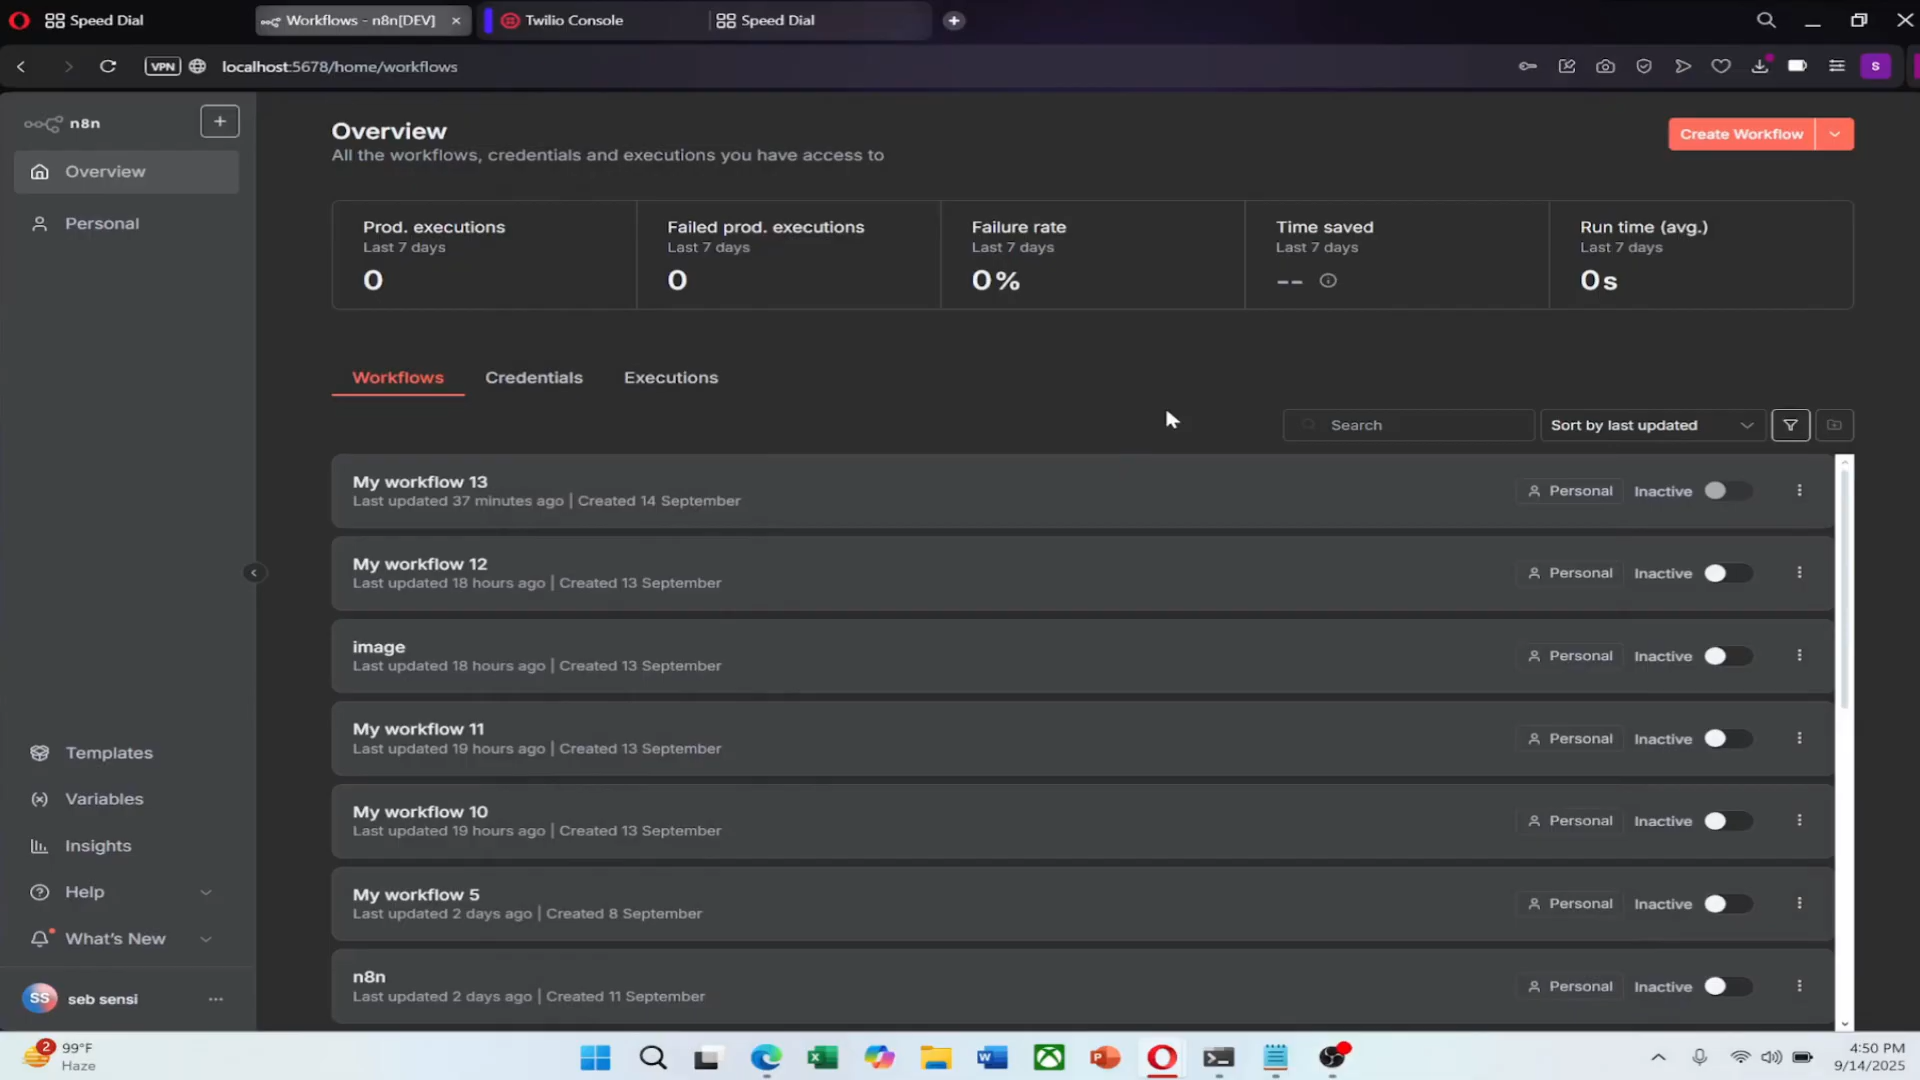 Speed Dial
Workflows - n8n[DEV]
Twilio Console
Speed Dial
VPN
localhost:5678/home/workflows
S
n8n
Overview
Personal
Overview
All the workflows, credentials and executions you have access to
Create Workflow
Prod. executions
Last 7 days
0
Failed prod. executions
Last 7 days
0
Failure rate
Last 7 days
0%
Time saved
Last 7 days
--
Run time (avg.)
Last 7 days
0s
Workflows
Credentials
Executions
Search
Sort by last updated
My workflow 13
Last updated 37 minutes ago | Created 14 September
Personal
Inactive
My workflow 12
Last updated 18 hours ago | Created 13 September
Personal
Inactive
image
Last updated 18 hours ago | Created 13 September
Personal
Inactive
My workflow 11
Last updated 19 hours ago | Created 13 September
Personal
Inactive
My workflow 10
Last updated 19 hours ago | Created 13 September
Personal
Inactive
My workflow 5
Last updated 2 days ago | Created 8 September
Personal
Inactive
n8n
Last updated 2 days ago | Created 11 September
Personal
Inactive
Templates
Variables
Insights
Help
What's New
SS
seb sensi
2
99°F
Haze
4:50 PM
9/14/2025